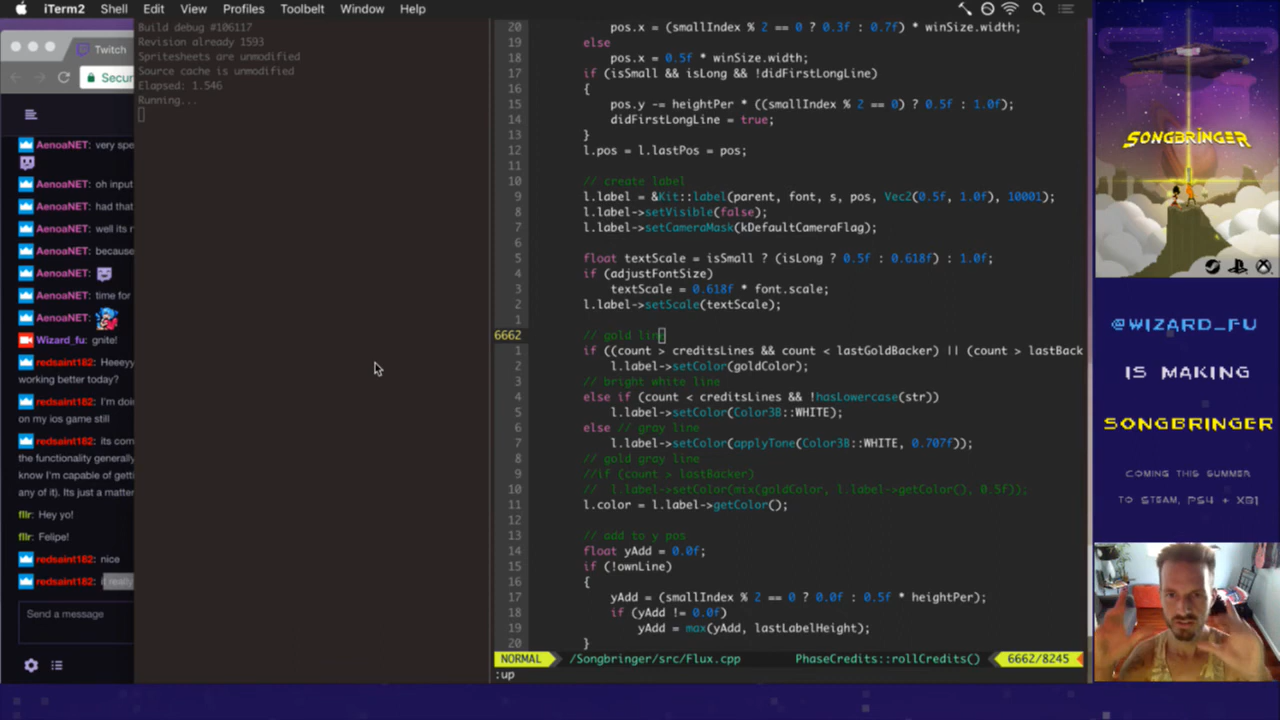 iTerm2 Shell Edit View Profiles Toolbelt Window Help
Twitch
Secur
AenoaNET: very spe
AenoaNET: oh input
AenoaNET: had that
AenoaNET: well its r
AenoaNET: because
AenoaNET:
AenoaNET: time for
AenoaNET:
Wizard_fu: gnite!
redsaint182: Heeeyy
working better today?
redsaint182: I'm doi
on my ios game still
redsaint182: its com
the functionality generally
know I'm capable of getti
any of it). Its just a matter
fllr: Hey yo!
fllr: Felipe!
redsaint182: nice
redsaint182: it really
Send a message
Build debug #106117
Revision already 1593
Spritesheets are unmodified
Source cache is unmodified
Elapsed: 1.546
Running...
20 pos.x = (smallIndex % 2 == 0 ? 0.3f : 0.7f) * winSize.width;
19 else
18 pos.x = 0.5f * winSize.width;
17 if (isSmall && isLong && !didFirstLongLine)
16 {
15 pos.y -= heightPer * ((smallIndex % 2 == 0) ? 0.5f : 1.0f);
14 didFirstLongLine = true;
13 }
12 l.pos = l.lastPos = pos;
11
10 // create label
9 l.label = &Kit::label(parent, font, s, pos, Vec2(0.5f, 1.0f), 10001);
8 l.label->setVisible(false);
7 l.label->setCameraMask(kDefaultCameraFlag);
6
5 float textScale = isSmall ? (isLong ? 0.5f : 0.618f) : 1.0f;
4 if (adjustFontSize)
3 textScale = 0.618f * font.scale;
2 l.label->setScale(textScale);
1
6662 // gold line
1 if ((count > creditsLines && count < lastGoldBacker) || (count > lastBack
2 l.label->setColor(goldColor);
3 // bright white line
4 else if (count < creditsLines && !hasLowercase(str))
5 l.label->setColor(Color3B::WHITE);
6 else // gray line
7 l.label->setColor(applyTone(Color3B::WHITE, 0.707f));
8 // gold gray line
9 //if (count > lastBacker)
10 // l.label->setColor(mix(goldColor, l.label->getColor(), 0.5f));
11 l.color = l.label->getColor();
12
13 // add to y pos
14 float yAdd = 0.0f;
15 if (!ownLine)
16 {
17 yAdd = (smallIndex % 2 == 0 ? 0.0f : 0.5f * heightPer);
18 if (yAdd != 0.0f)
19 yAdd = max(yAdd, lastLabelHeight);
20 }
NORMAL /Songbringer/src/Flux.cpp PhaseCredits::rollCredits() 6662/8245
:up
SONGBRINGER
@WIZARD_FU
IS MAKING
SONGBRINGER
COMING THIS SUMMER
TO STEAM, PS4 + XB1